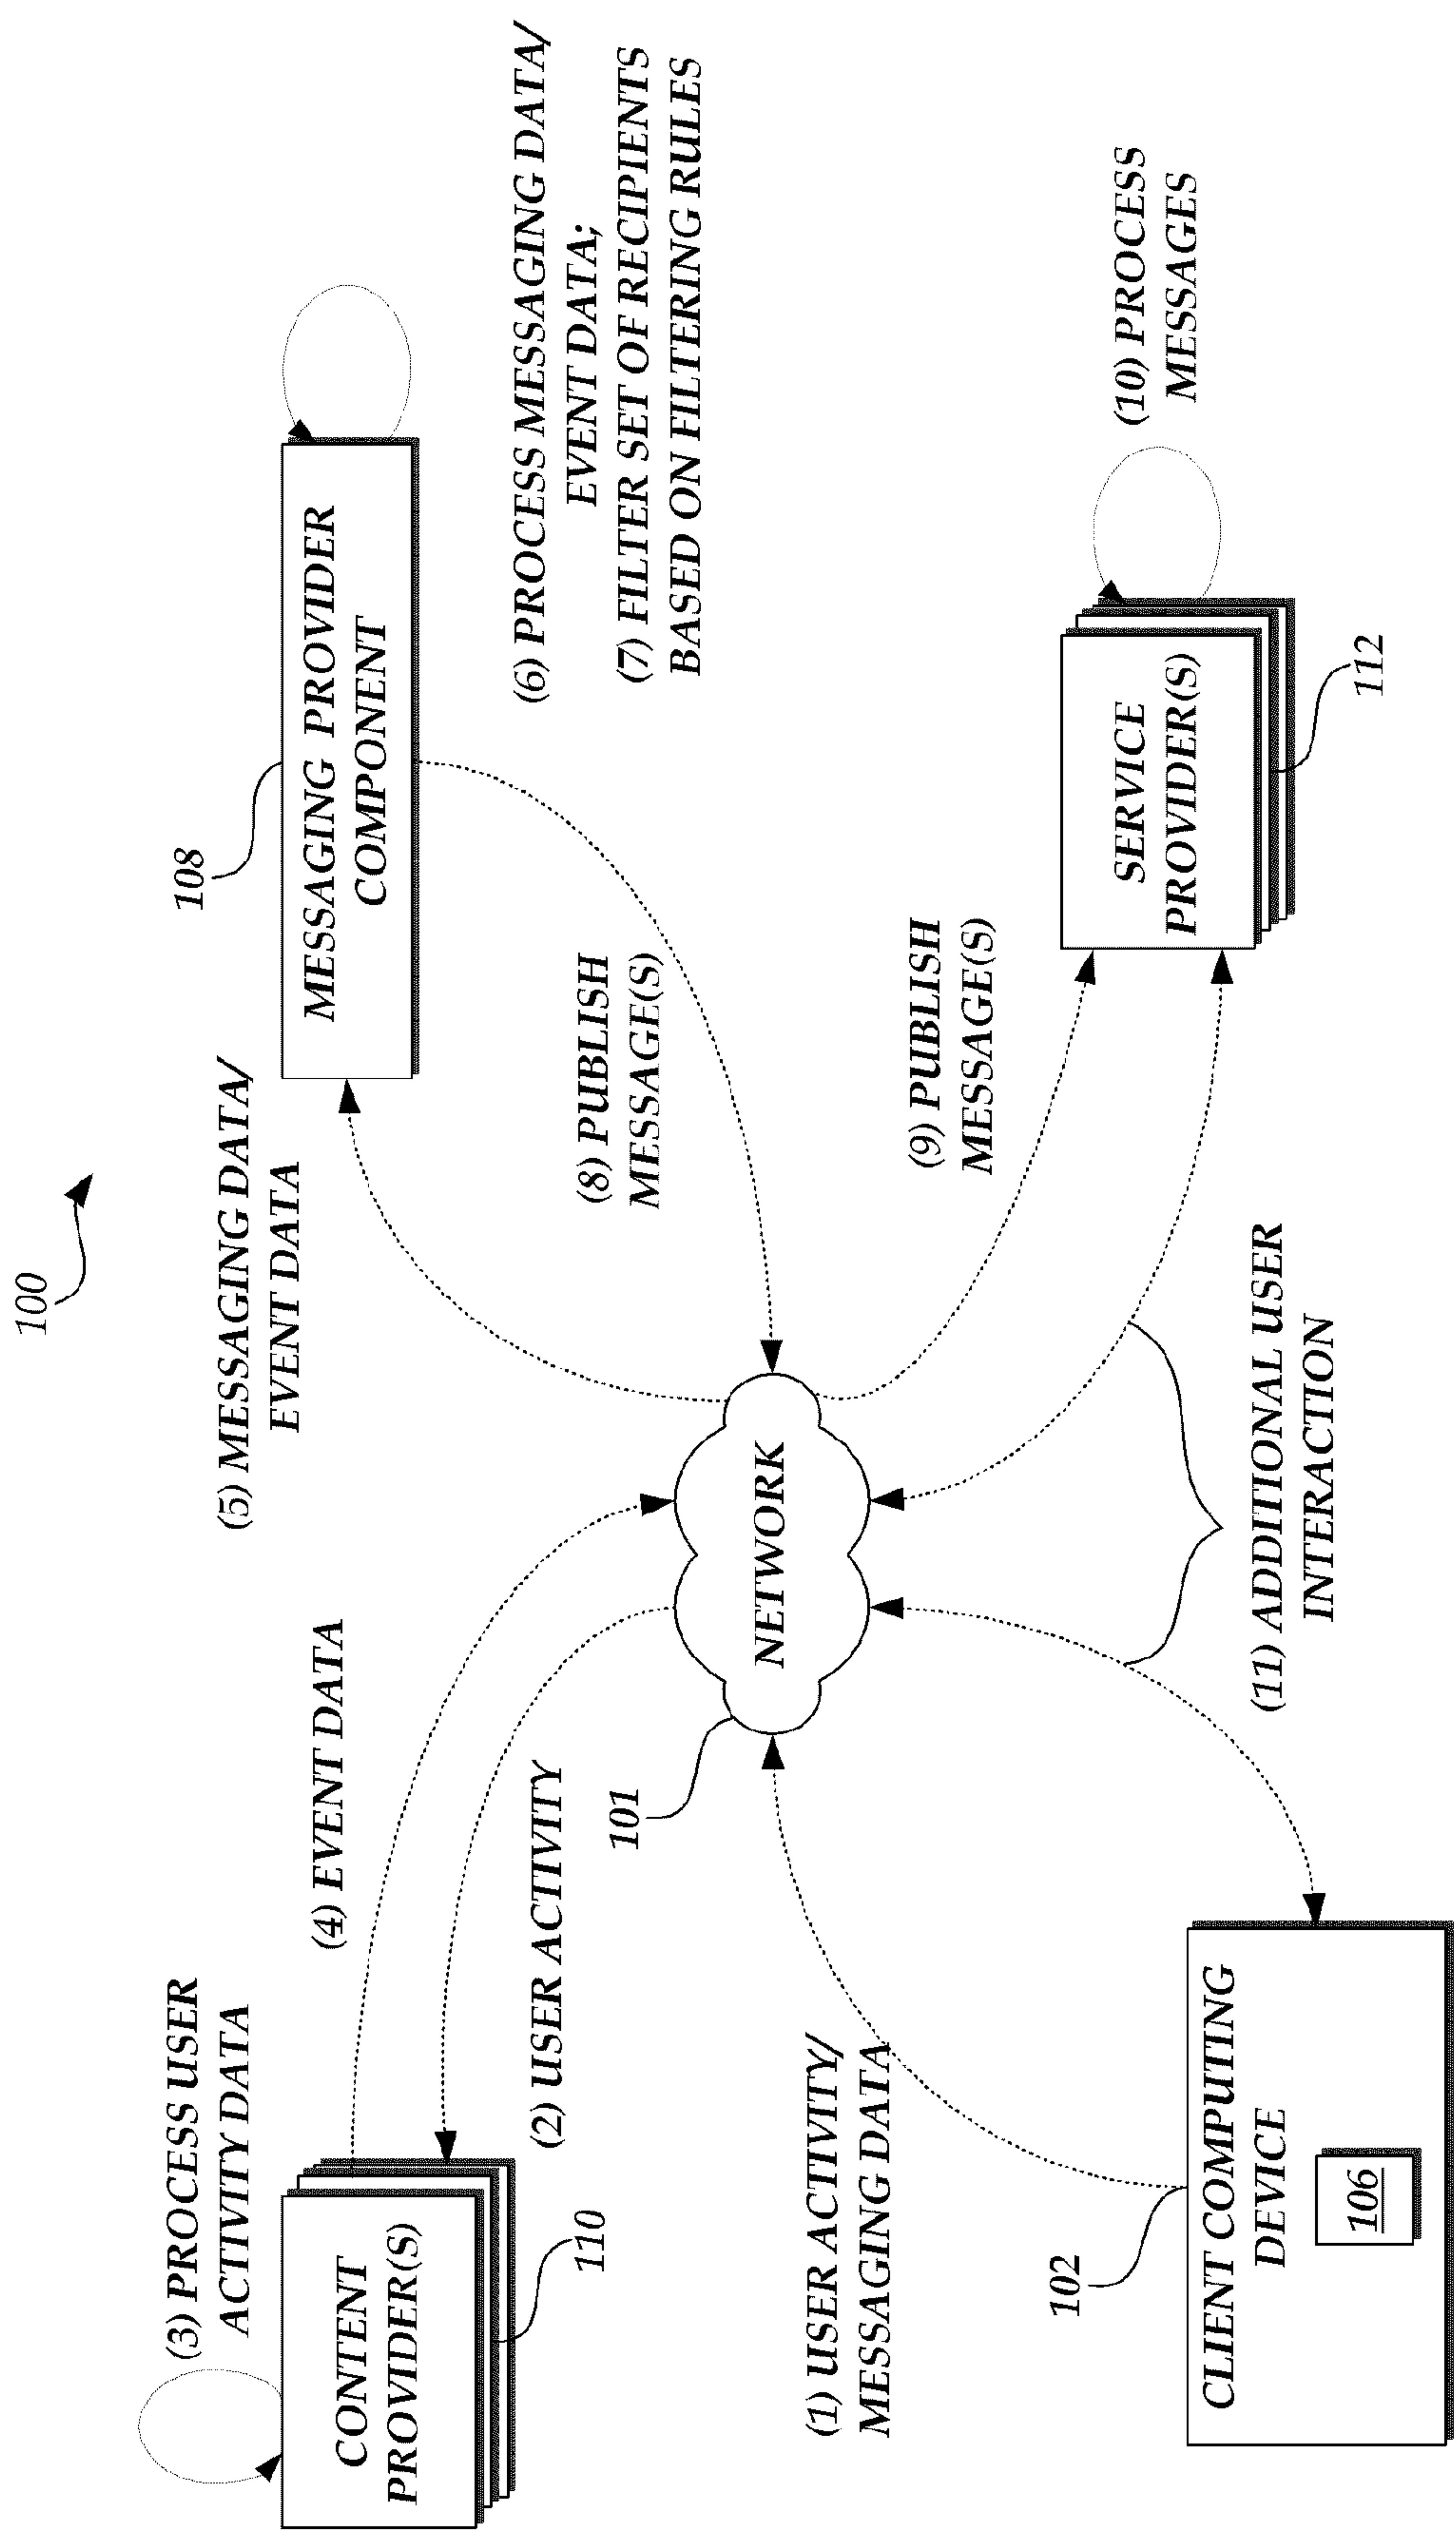 100
(3) PROCESS USER
ACTIVITY DATA
CONTENT
PROVIDER(S)
110
(4) EVENT DATA
(2) USER ACTIVITY
(5) MESSAGING DATA/
EVENT DATA
108
MESSAGING PROVIDER
COMPONENT
(6) PROCESS MESSAGING DATA/
EVENT DATA;
(7) FILTER SET OF RECIPIENTS
BASED ON FILTERING RULES
(8) PUBLISH
MESSAGE(S)
101
NETWORK
(1) USER ACTIVITY/
MESSAGING DATA
(9) PUBLISH
MESSAGE(S)
(10) PROCESS
MESSAGES
SERVICE
PROVIDER(S)
112
102
CLIENT COMPUTING
DEVICE
106
(11) ADDITIONAL USER
INTERACTION